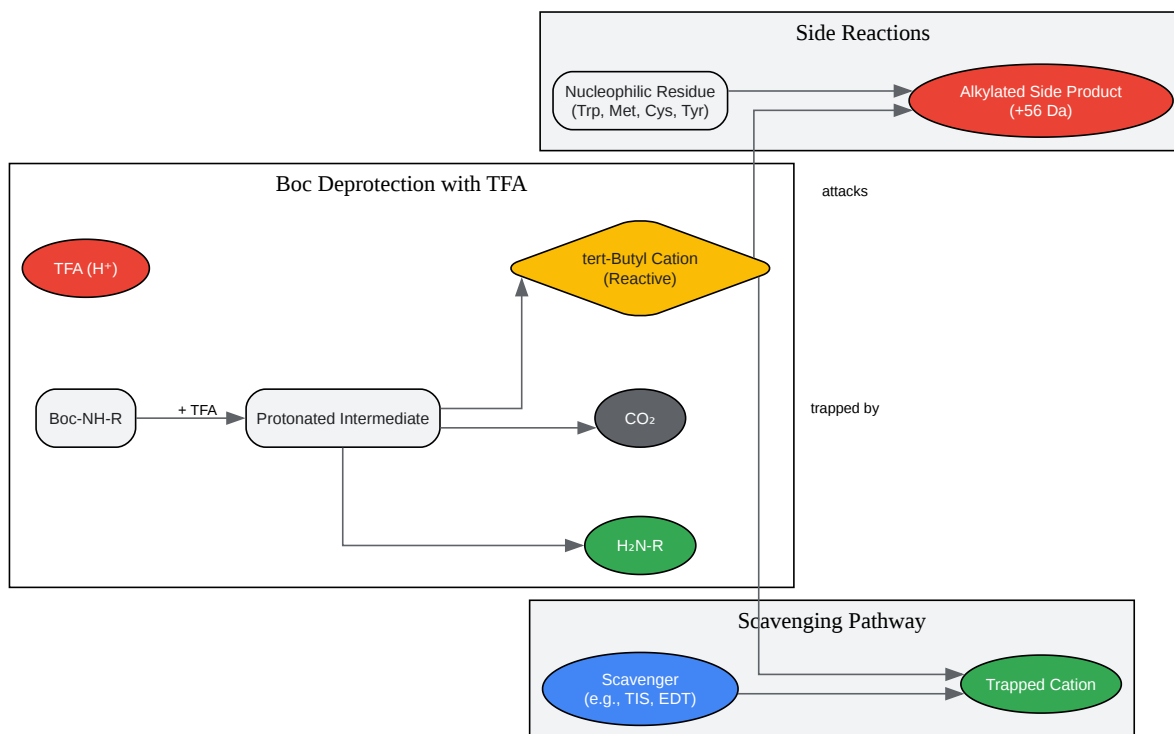 Side Reactions
Nucleophilic Residue
(Trp, Met, Cys, Tyr)
Alkylated Side Product
(+56 Da)
Boc Deprotection with TFA
attacks
TFA (H⁺)
tert-Butyl Cation
(Reactive)
Boc-NH-R
+ TFA
Protonated Intermediate
CO₂
trapped by
H₂N-R
Scavenging Pathway
Scavenger
(e.g., TIS, EDT)
Trapped Cation